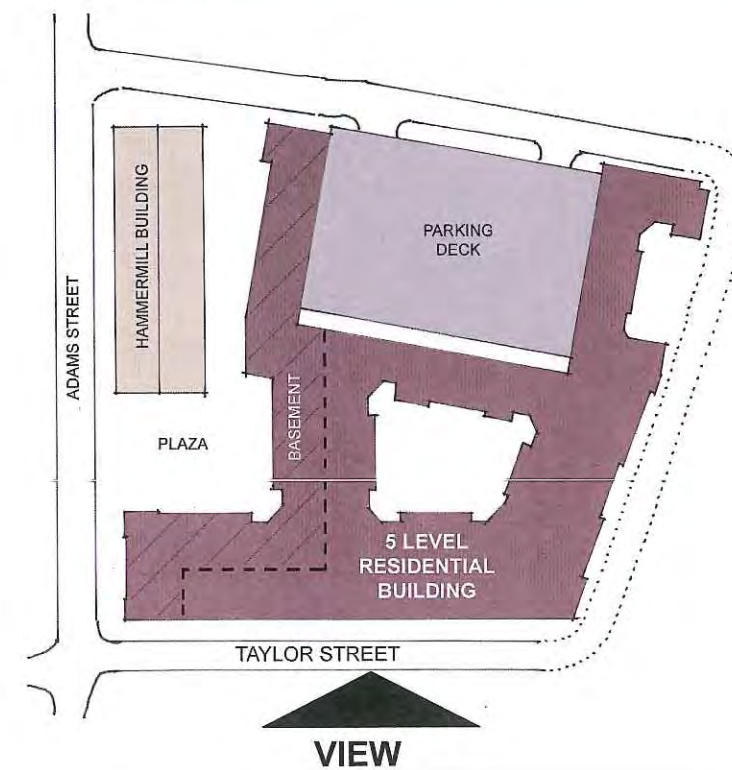 HAMMERMILL BUILDING
PARKING
DECK
ADAMS STREET
BASEMENT
PLAZA
5 LEVEL
RESIDENTIAL
BUILDING
TAYLOR STREET
VIEW